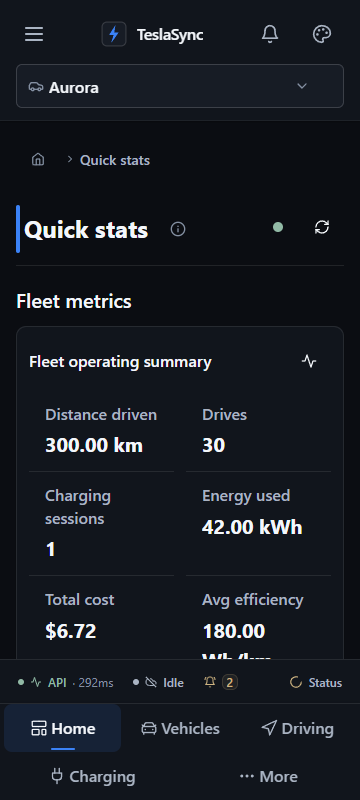 TeslaSync
Aurora
Quick stats
Quick stats
Fleet metrics
Fleet operating summary
Distance driven
300.00 km
Drives
30
Charging
sessions
1
Energy used
42.00 kWh
Total cost
$6.72
Avg efficiency
180.00
Wh/km
API · 292ms
Idle
2
Status
Home
Vehicles
Driving
Charging
More